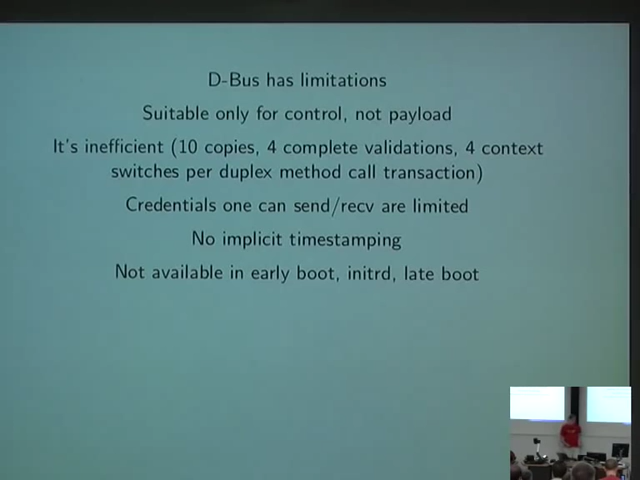 D-Bus has limitations
Suitable only for control, not payload
It's inefficient (10 copies, 4 complete validations, 4 context
switches per duplex method call transaction)
Credentials one can send/recv are limited
No implicit timestamping
Not available in early boot, initrd, late boot